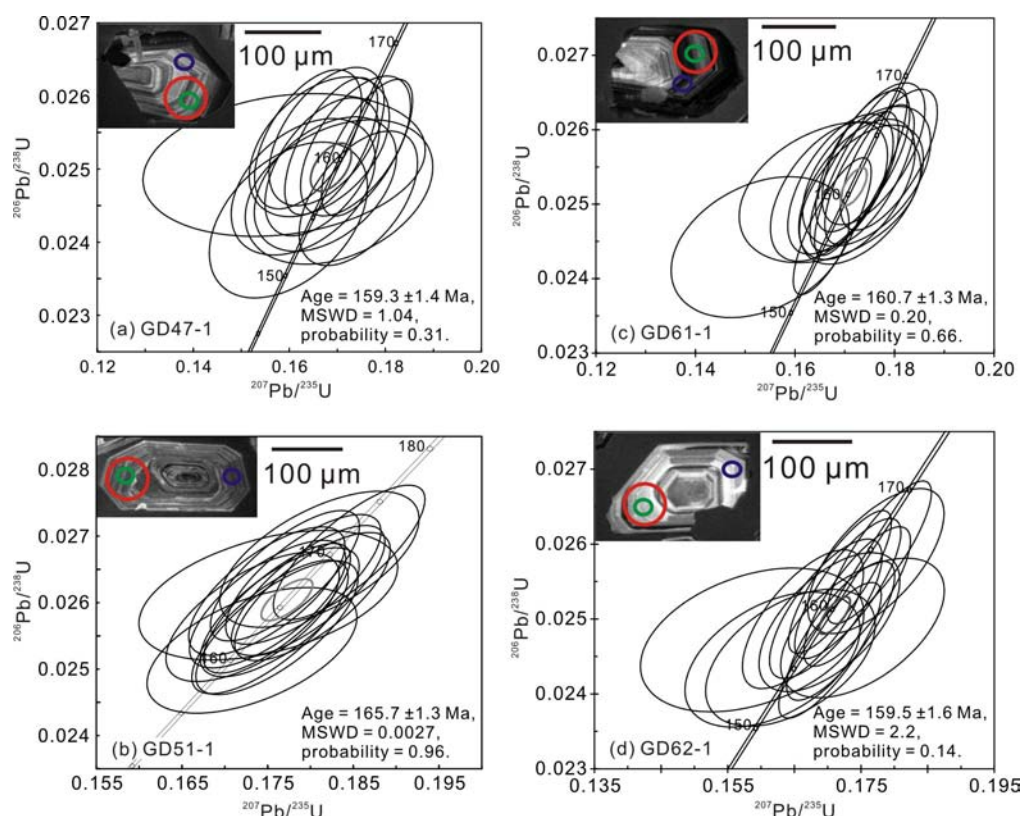 0.027
0.026
0.025
0.024
0.023
0.12
0.14
0.16
0.18
0.20
²⁰⁶Pb/²³⁸U
²⁰⁷Pb/²³⁵U
100 µm
170
160
150
Age = 159.3 ±1.4 Ma,
MSWD = 1.04,
probability = 0.31.
(a) GD47-1
0.027
0.026
0.025
0.024
0.023
0.12
0.14
0.16
0.18
0.20
²⁰⁶Pb/²³⁸U
²⁰⁷Pb/²³⁵U
100 µm
170
160
150
Age = 160.7 ±1.3 Ma,
MSWD = 0.20,
probability = 0.66.
(c) GD61-1
0.028
0.027
0.026
0.025
0.024
0.155
0.165
0.175
0.185
0.195
²⁰⁶Pb/²³⁸U
²⁰⁷Pb/²³⁵U
100 µm
180
170
160
Age = 165.7 ±1.3 Ma,
MSWD = 0.0027,
probability = 0.96.
(b) GD51-1
0.027
0.026
0.025
0.024
0.023
0.135
0.155
0.175
0.195
²⁰⁶Pb/²³⁸U
²⁰⁷Pb/²³⁵U
100 µm
170
160
150
Age = 159.5 ±1.6 Ma,
MSWD = 2.2,
probability = 0.14.
(d) GD62-1